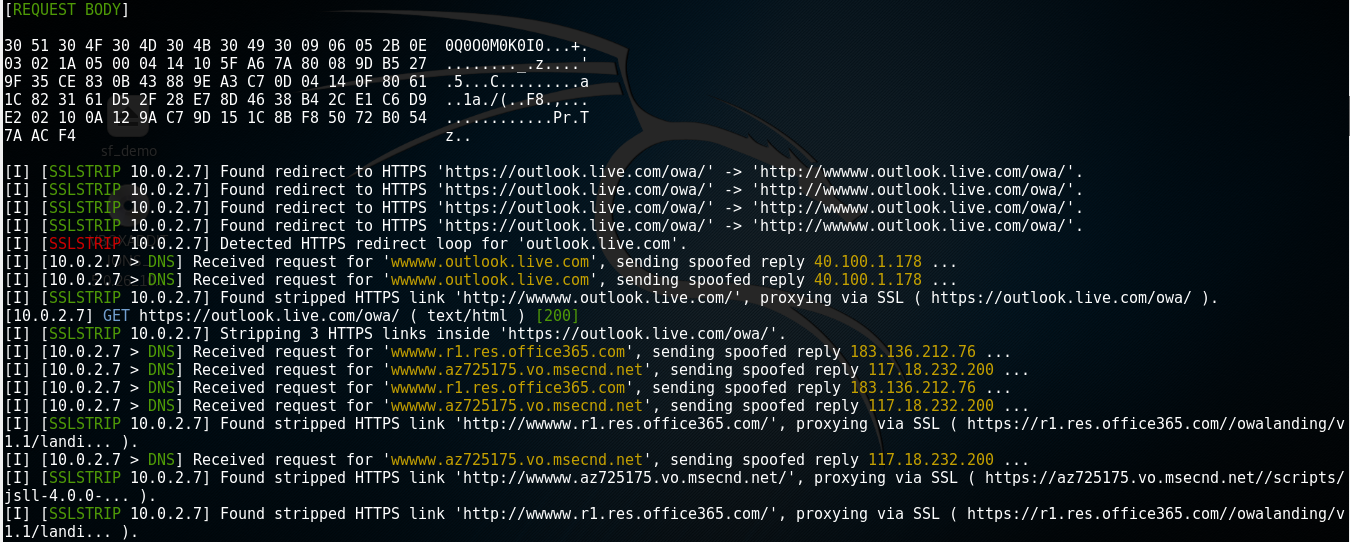 [REQUEST BODY]
30 51 30 4F 30 4D 30 4B 30 49 30 09 06 05 2B 0E  0Q0O0M0K0I0...+.
03 02 1A 05 00 04 14 10 5F A6 7A 80 08 9D B5 27  ........_.z....'
9F 35 CE 83 0B 43 88 9E A3 C7 0D 04 14 0F 80 61  .5...C.........a
1C 82 31 61 D5 2F 28 E7 8D 46 38 B4 2C E1 C6 D9  ..1a./(..F8.,...
E2 02 10 0A 12 9A C7 9D 15 1C 8B F8 50 72 B0 54  ............Pr.T
7A AC F4  z..
sf_demo
[I] [SSLSTRIP 10.0.2.7] Found redirect to HTTPS 'https://outlook.live.com/owa/' -> 'http://wwwww.outlook.live.com/owa/'.
[I] [SSLSTRIP 10.0.2.7] Found redirect to HTTPS 'https://outlook.live.com/owa/' -> 'http://wwwww.outlook.live.com/owa/'.
[I] [SSLSTRIP 10.0.2.7] Found redirect to HTTPS 'https://outlook.live.com/owa/' -> 'http://wwwww.outlook.live.com/owa/'.
[I] [SSLSTRIP 10.0.2.7] Found redirect to HTTPS 'https://outlook.live.com/owa/' -> 'http://wwwww.outlook.live.com/owa/'.
[I] [SSLSTRIP 10.0.2.7] Detected HTTPS redirect loop for 'outlook.live.com'.
[I] [10.0.2.7 > DNS] Received request for 'wwwww.outlook.live.com', sending spoofed reply 40.100.1.178 ...
[I] [10.0.2.7 > DNS] Received request for 'wwwww.outlook.live.com', sending spoofed reply 40.100.1.178 ...
[I] [SSLSTRIP 10.0.2.7] Found stripped HTTPS link 'http://wwwww.outlook.live.com/', proxying via SSL ( https://outlook.live.com/owa/ ).
[10.0.2.7] GET https://outlook.live.com/owa/ ( text/html ) [200]
[I] [SSLSTRIP 10.0.2.7] Stripping 3 HTTPS links inside 'https://outlook.live.com/owa/'.
[I] [10.0.2.7 > DNS] Received request for 'wwwww.r1.res.office365.com', sending spoofed reply 183.136.212.76 ...
[I] [10.0.2.7 > DNS] Received request for 'wwwww.az725175.vo.msecnd.net', sending spoofed reply 117.18.232.200 ...
[I] [10.0.2.7 > DNS] Received request for 'wwwww.r1.res.office365.com', sending spoofed reply 183.136.212.76 ...
[I] [10.0.2.7 > DNS] Received request for 'wwwww.az725175.vo.msecnd.net', sending spoofed reply 117.18.232.200 ...
[I] [SSLSTRIP 10.0.2.7] Found stripped HTTPS link 'http://wwwww.r1.res.office365.com/', proxying via SSL ( https://r1.res.office365.com//owalanding/v
1.1/landi... ).
[I] [10.0.2.7 > DNS] Received request for 'wwwww.az725175.vo.msecnd.net', sending spoofed reply 117.18.232.200 ...
[I] [SSLSTRIP 10.0.2.7] Found stripped HTTPS link 'http://wwwww.az725175.vo.msecnd.net/', proxying via SSL ( https://az725175.vo.msecnd.net//scripts/
jsll-4.0.0-... ).
[I] [SSLSTRIP 10.0.2.7] Found stripped HTTPS link 'http://wwwww.r1.res.office365.com/', proxying via SSL ( https://r1.res.office365.com//owalanding/v
1.1/landi... ).